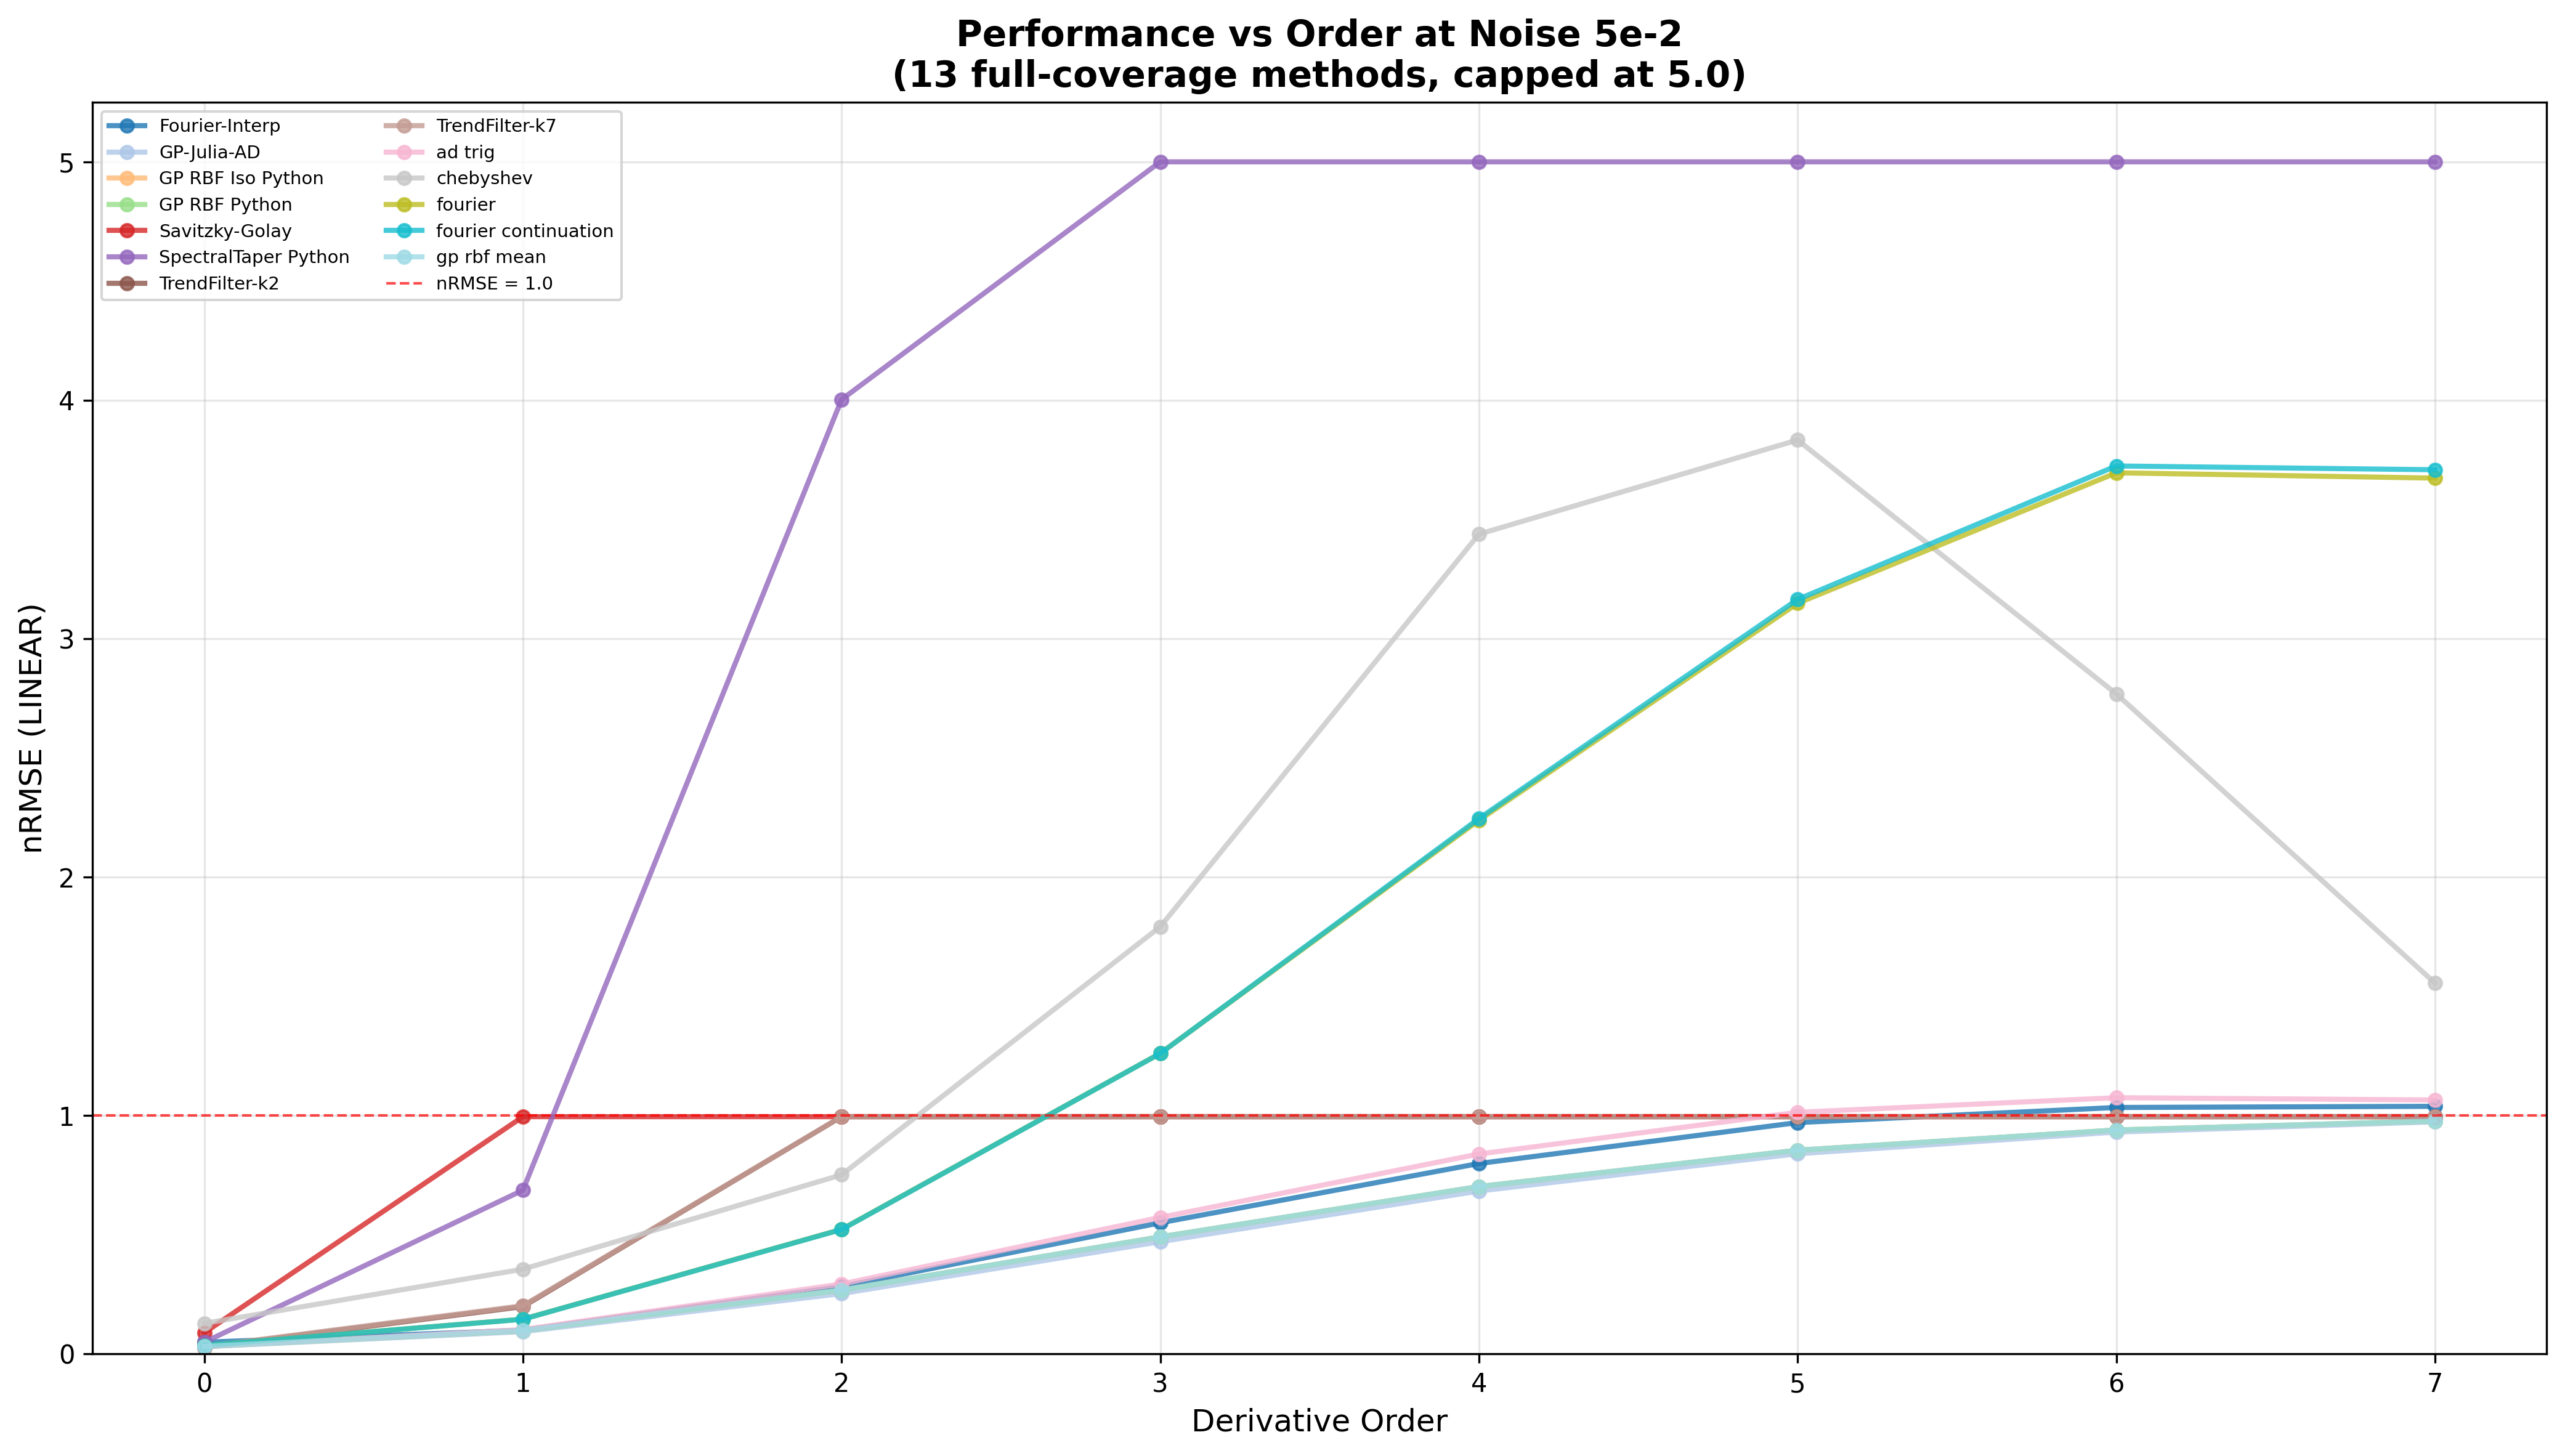 Performance vs Order at Noise 5e-2
(13 full-coverage methods, capped at 5.0)
Fourier-Interp
GP-Julia-AD
GP RBF Iso Python
GP RBF Python
Savitzky-Golay
SpectralTaper Python
TrendFilter-k2
TrendFilter-k7
ad trig
chebyshev
fourier
fourier continuation
gp rbf mean
nRMSE = 1.0
nRMSE (LINEAR)
5
4
3
2
1
0
0 1 2 3 4 5 6 7
Derivative Order